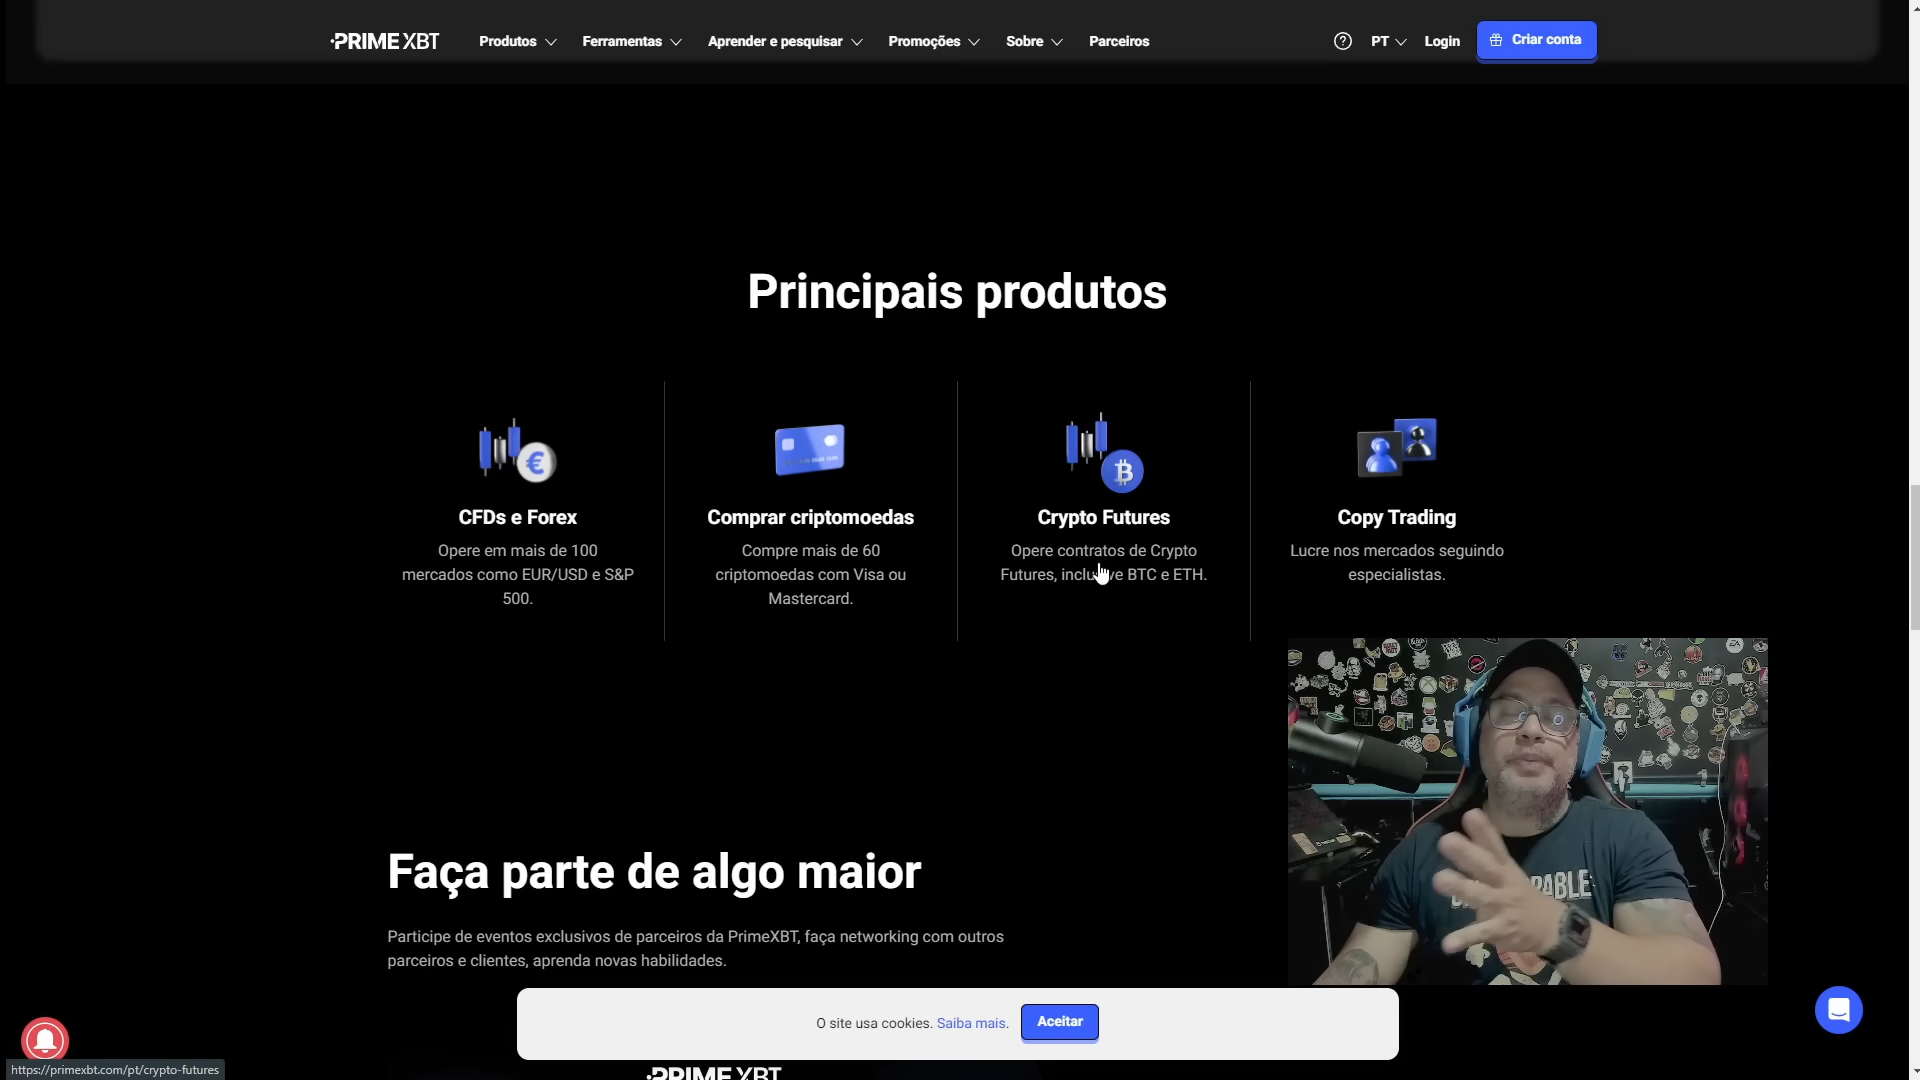 PRIME XBT
Produtos
Ferramentas
Aprender e pesquisar
Promoções
Sobre
Parceiros
PT
Login
Criar conta
Principais produtos
CFDs e Forex
Opere em mais de 100
mercados como EUR/USD e S&P
500.
Comprar criptomoedas
Compre mais de 60
criptomoedas com Visa ou
Mastercard.
Crypto Futures
Opere contratos de Crypto
Futures, inclusive BTC e ETH.
Copy Trading
Lucre nos mercados seguindo
especialistas.
Faça parte de algo maior
Participe de eventos exclusivos de parceiros da PrimeXBT, faça networking com outros
parceiros e clientes, aprenda novas habilidades.
O site usa cookies. Saiba mais.
Aceitar
https://primexbt.com/pt/crypto-futures
PRIME XBT